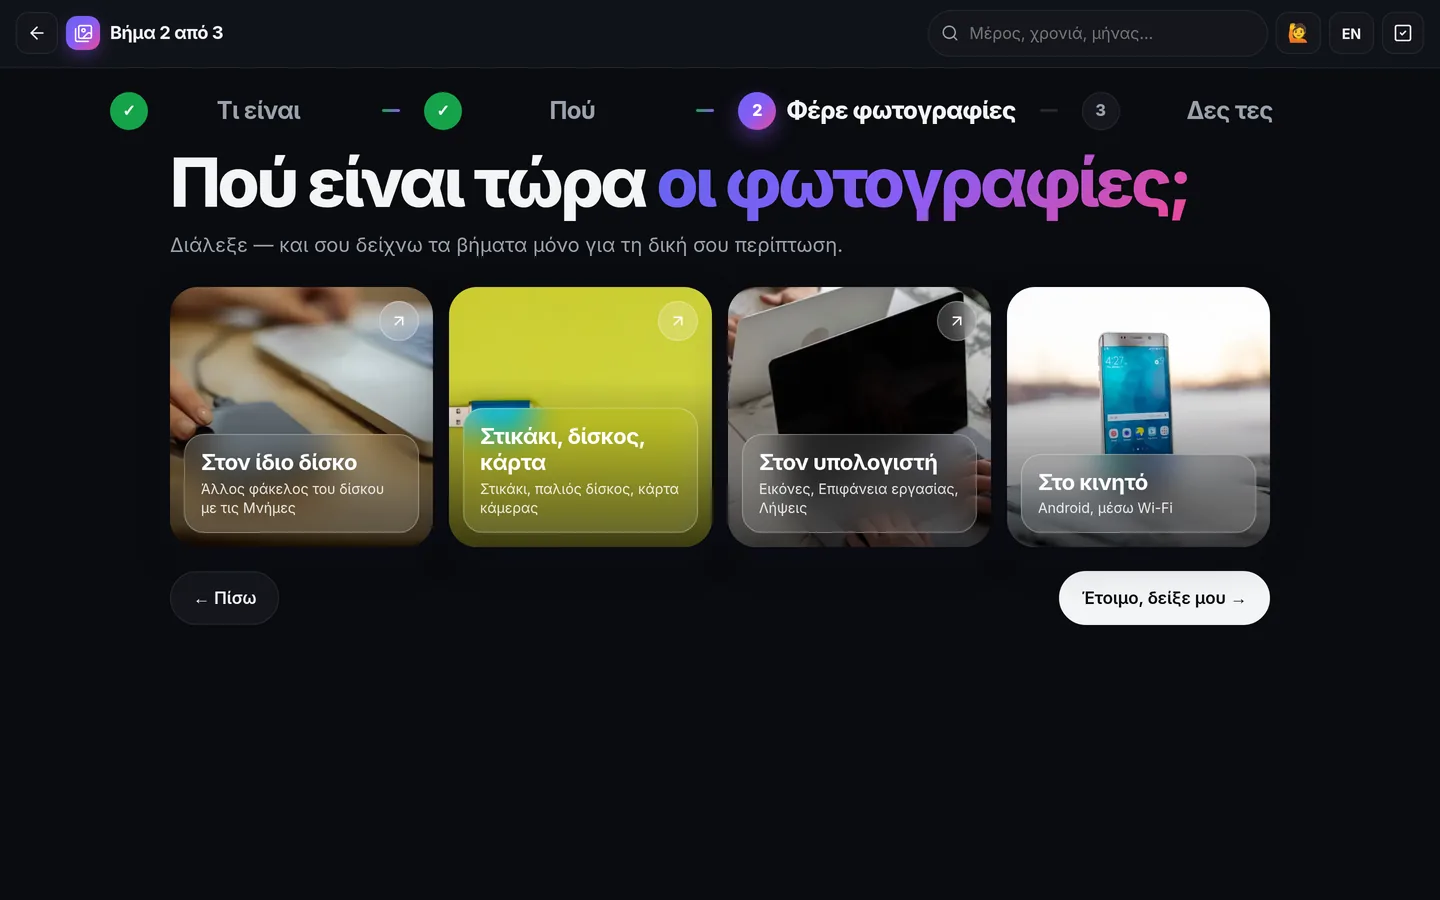 Βήμα 2 από 3
Μέρος, χρονιά, μήνας...
EN
✓ Τι είναι
✓ Πού
2 Φέρε φωτογραφίες
3 Δες τες
Πού είναι τώρα οι φωτογραφίες;
Διάλεξε — και σου δείχνω τα βήματα μόνο για τη δική σου περίπτωση.
Στον ίδιο δίσκο
Άλλος φάκελος του δίσκου
με τις Μνήμες
Στικάκι, δίσκος,
κάρτα
Στικάκι, παλιός δίσκος, κάρτα
κάμερας
Στον υπολογιστή
Εικόνες, Επιφάνεια εργασίας,
Λήψεις
4:27
Στο κινητό
Android, μέσω Wi-Fi
← Πίσω
Έτοιμο, δείξε μου →